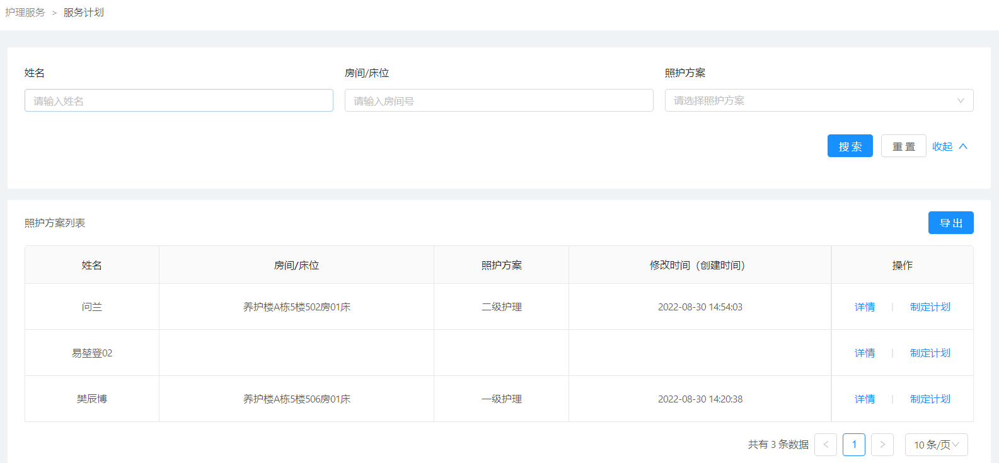 护理服务 > 服务计划
姓名 房间/床位 照护方案
请输入姓名 请输入房间号 请选择照护方案
搜 索 重 置 收起
照护方案列表 导 出
姓名 房间/床位 照护方案 修改时间（创建时间） 操作
问兰 养护楼A栋5楼502房01床 二级护理 2022-08-30 14:54:03 详情 | 制定计划
易堃登02 详情 | 制定计划
樊辰博 养护楼A栋5楼506房01床 一级护理 2022-08-30 14:20:38 详情 | 制定计划
共有 3 条数据 < 1 > 10 条/页